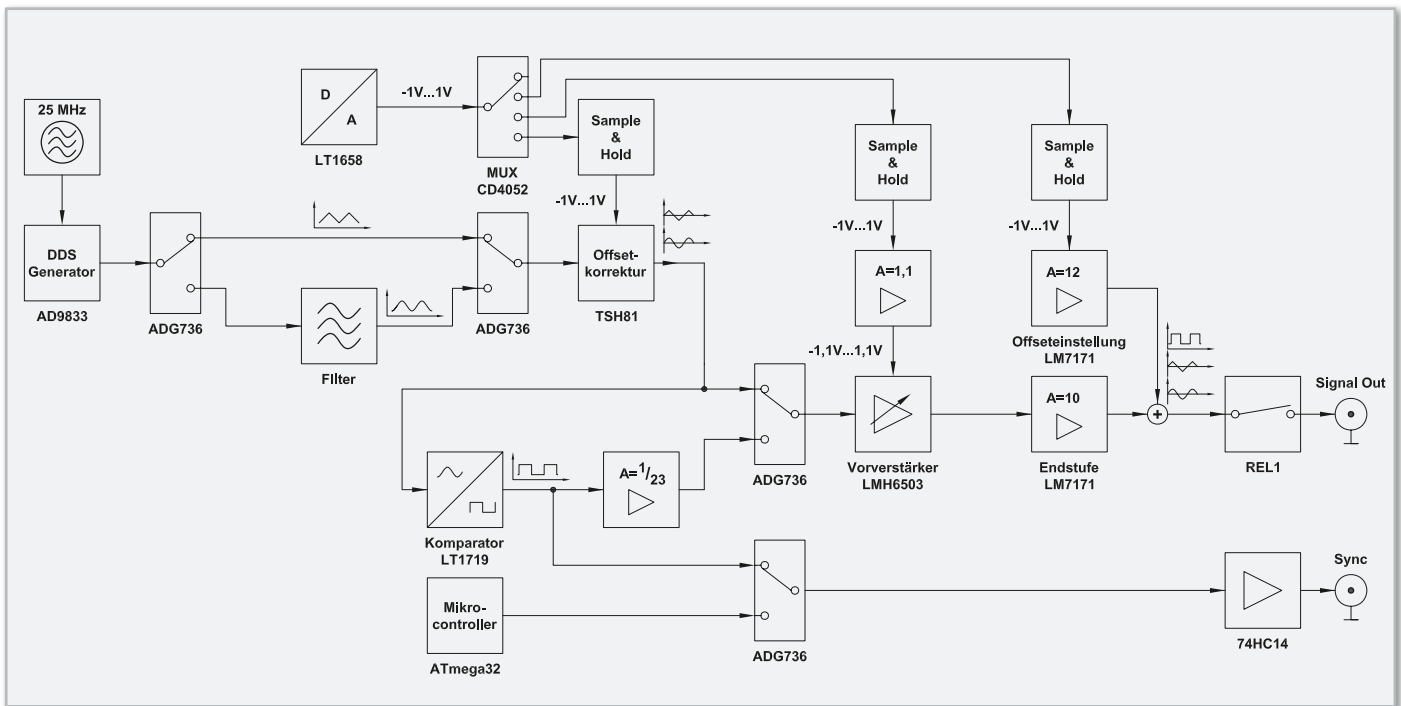 D
A
LT1658
-1V...1V
MUX
CD4052
Sample
&
Hold
-1V...1V
25 MHz
DDS
Generator
AD9833
ADG736
FIlter
ADG736
Offset-
korrektur
TSH81
Sample
&
Hold
-1V...1V
A=1,1
-1,1V...1,1V
Sample
&
Hold
-1V...1V
A=12
Offseteinstellung
LM7171
ADG736
Vorverstärker
LMH6503
A=10
Endstufe
LM7171
+
REL1
Signal Out
Komparator
LT1719
A=1/23
Mikro-
controller
ATmega32
ADG736
74HC14
Sync